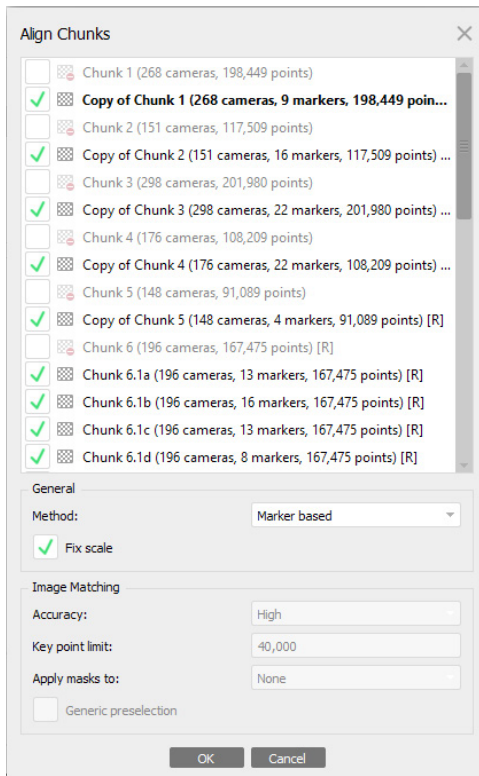 Align Chunks
Chunk 1 (268 cameras, 198,449 points)
Copy of Chunk 1 (268 cameras, 9 markers, 198,449 poin...
Chunk 2 (151 cameras, 117,509 points)
Copy of Chunk 2 (151 cameras, 16 markers, 117,509 points) ...
Chunk 3 (298 cameras, 201,980 points)
Copy of Chunk 3 (298 cameras, 22 markers, 201,980 points) ...
Chunk 4 (176 cameras, 108,209 points)
Copy of Chunk 4 (176 cameras, 22 markers, 108,209 points) ...
Chunk 5 (148 cameras, 91,089 points)
Copy of Chunk 5 (148 cameras, 4 markers, 91,089 points) [R]
Chunk 6 (196 cameras, 167,475 points) [R]
Chunk 6.1a (196 cameras, 13 markers, 167,475 points) [R]
Chunk 6.1b (196 cameras, 16 markers, 167,475 points) [R]
Chunk 6.1c (196 cameras, 13 markers, 167,475 points) [R]
Chunk 6.1d (196 cameras, 8 markers, 167,475 points) [R]
General
Method: Marker based
Fix scale
Image Matching
Accuracy: High
Key point limit: 40,000
Apply masks to: None
Generic preselection
OK Cancel